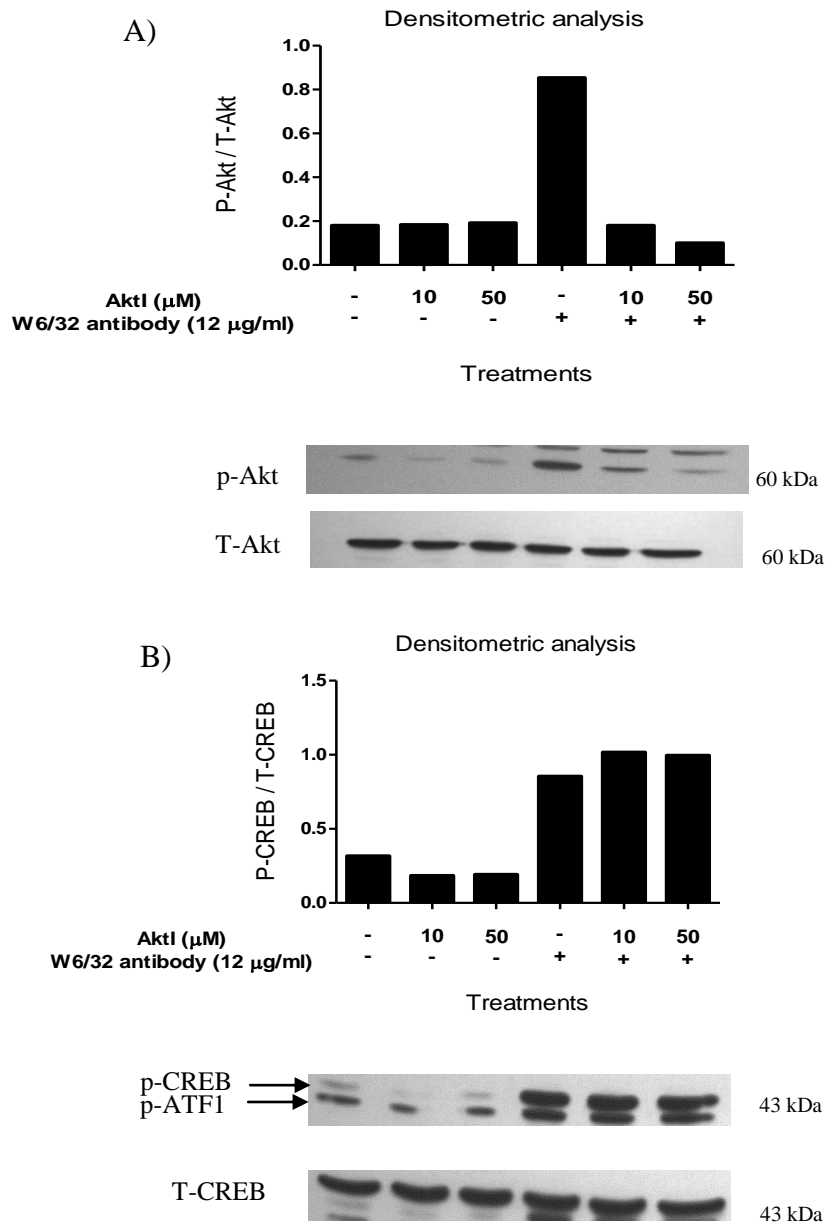 A)
Densitometric analysis
P-Akt / T-Akt
1.0
0.8
0.6
0.4
0.2
0.0
AktI (μM) - 10 50 - 10 50
W6/32 antibody (12 μg/ml) - - - + + +
Treatments
p-Akt 60 kDa
T-Akt 60 kDa
B)
Densitometric analysis
P-CREB / T-CREB
1.5
1.0
0.5
0.0
AktI (μM) - 10 50 - 10 50
W6/32 antibody (12 μg/ml) - - - + + +
Treatments
p-CREB
p-ATF1 43 kDa
T-CREB 43 kDa